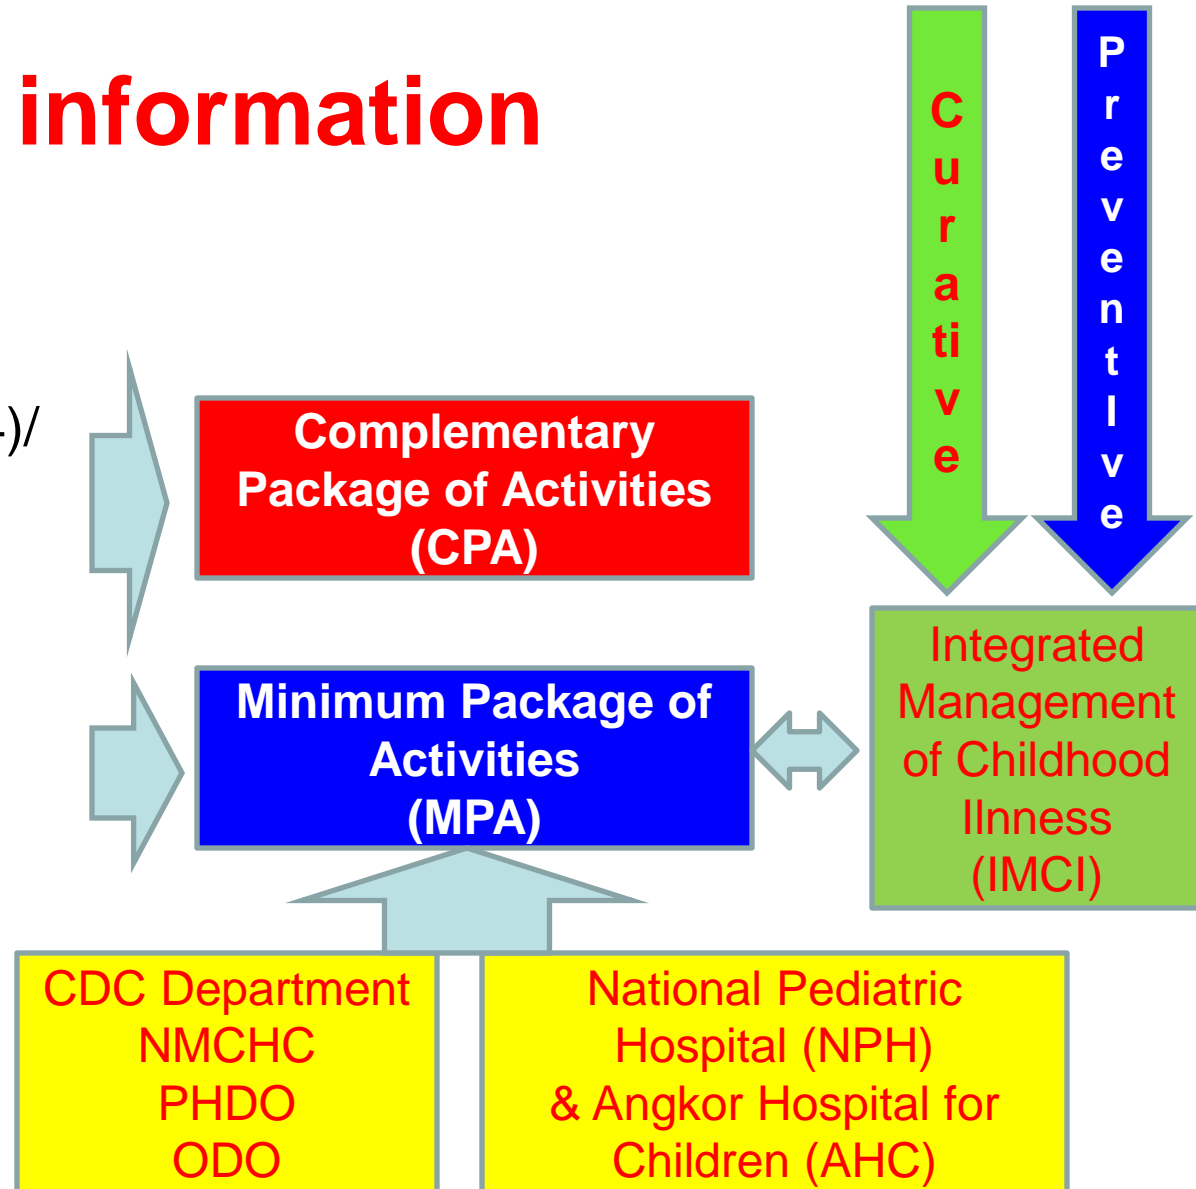 information
Curative
PreventIve
)/
Complementary
Package of Activities
(CPA)
Minimum Package of
Activities
(MPA)
Integrated
Management
of Childhood
Ilnness
(IMCI)
CDC Department
NMCHC
PHDO
ODO
National Pediatric
Hospital (NPH)
& Angkor Hospital for
Children (AHC)